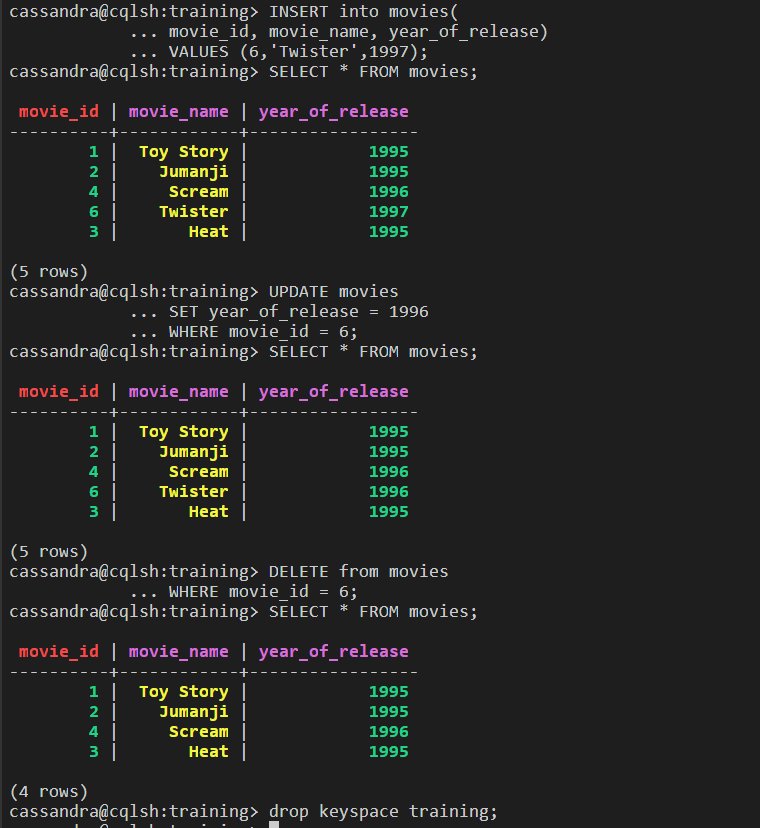 cassandra@cqlsh:training> INSERT into movies(
            ... movie_id, movie_name, year_of_release)
            ... VALUES (6,'Twister',1997);
cassandra@cqlsh:training> SELECT * FROM movies;
 movie_id | movie_name | year_of_release
----------+------------+-----------------
        1 |  Toy Story |            1995
        2 |    Jumanji |            1995
        4 |     Scream |            1996
        6 |    Twister |            1997
        3 |       Heat |            1995
(5 rows)
cassandra@cqlsh:training> UPDATE movies
            ... SET year_of_release = 1996
            ... WHERE movie_id = 6;
cassandra@cqlsh:training> SELECT * FROM movies;
 movie_id | movie_name | year_of_release
----------+------------+-----------------
        1 |  Toy Story |            1995
        2 |    Jumanji |            1995
        4 |     Scream |            1996
        6 |    Twister |            1996
        3 |       Heat |            1995
(5 rows)
cassandra@cqlsh:training> DELETE from movies
            ... WHERE movie_id = 6;
cassandra@cqlsh:training> SELECT * FROM movies;
 movie_id | movie_name | year_of_release
----------+------------+-----------------
        1 |  Toy Story |            1995
        2 |    Jumanji |            1995
        4 |     Scream |            1996
        3 |       Heat |            1995
(4 rows)
cassandra@cqlsh:training> drop keyspace training;